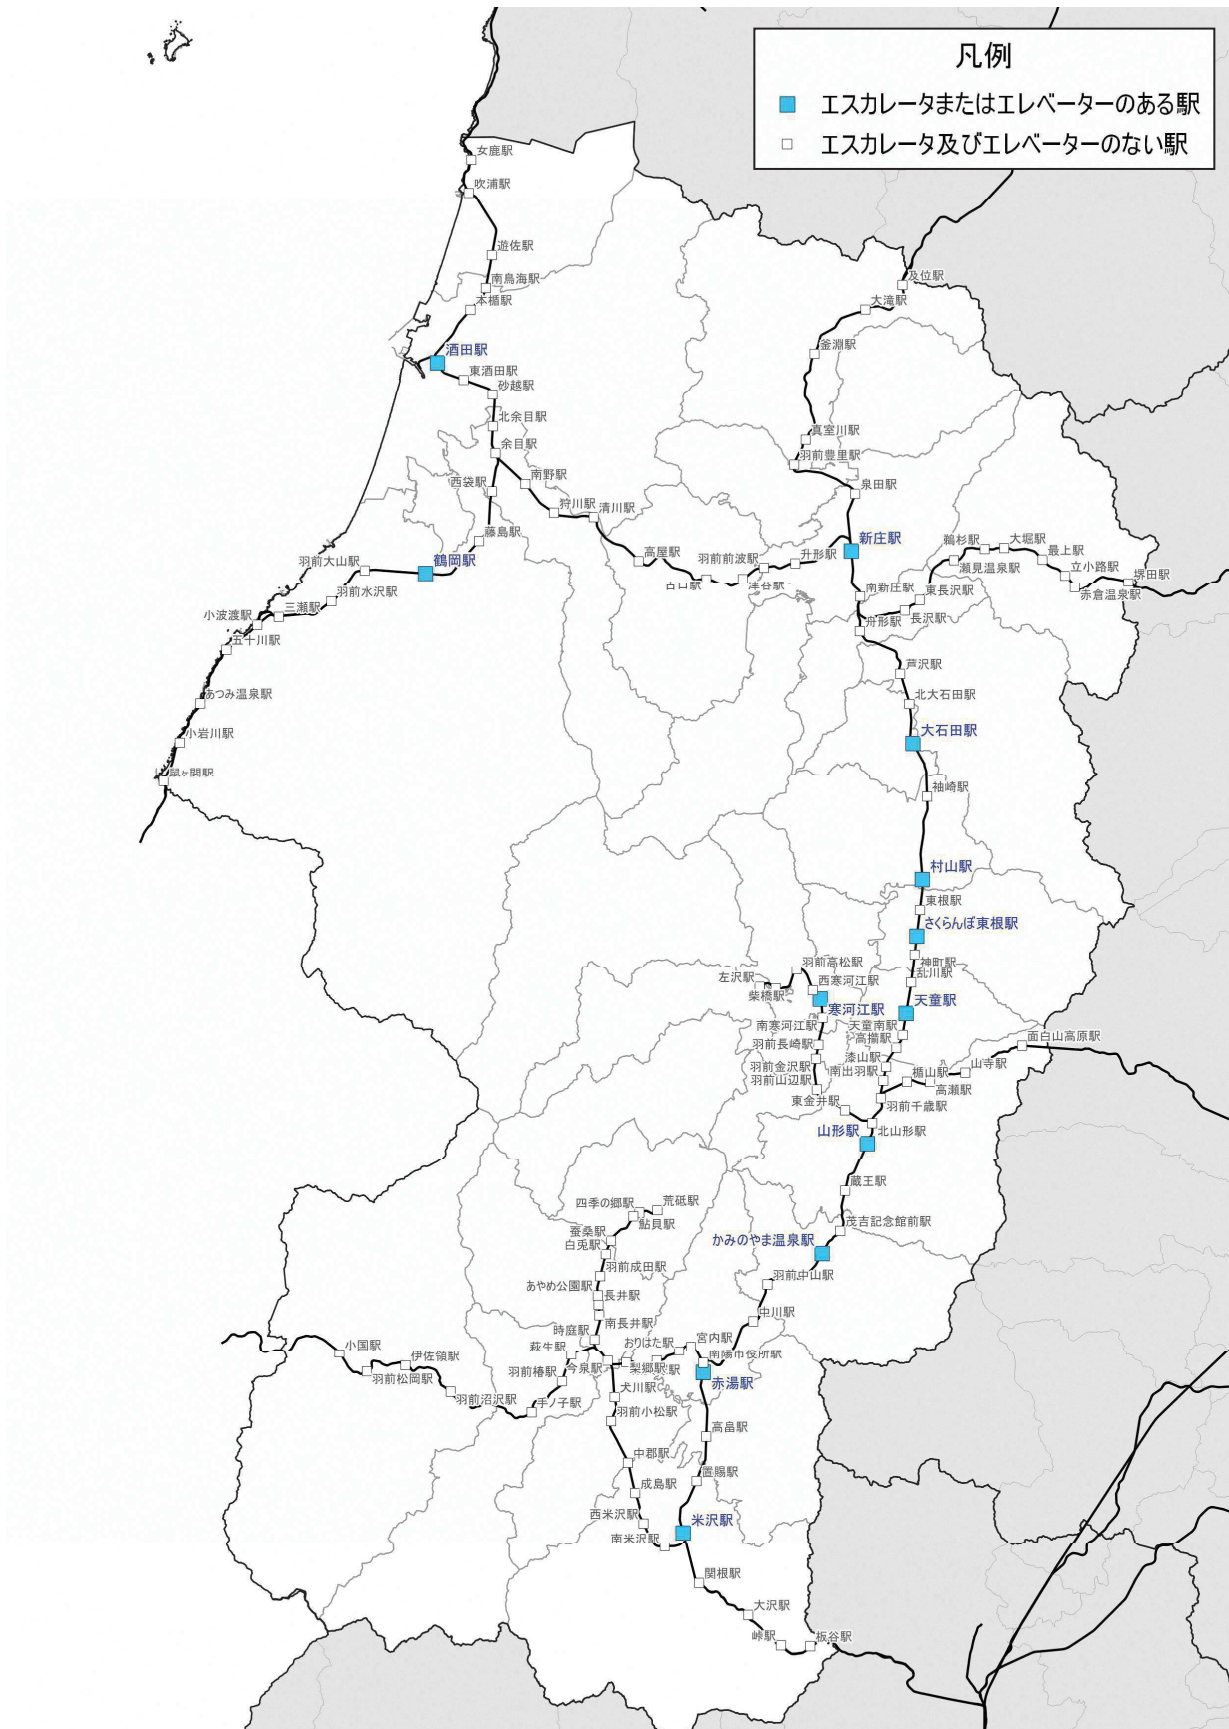 凡例
エスカレータまたはエレベーターのある駅
エスカレータ及びエレベーターのない駅
女鹿駅
吹浦駅
遊佐駅
南鳥海駅
本楯駅
酒田駅
東酒田駅
砂越駅
北余目駅
余目駅
西袋駅
南野駅
狩川駅
清川駅
藤島駅
鶴岡駅
羽前大山駅
羽前水沢駅
三瀬駅
小波渡駅
五十川駅
あつみ温泉駅
小岩川駅
高屋駅
羽前前波駅
升形駅
及位駅
大滝駅
釜淵駅
真室川駅
羽前豊里駅
泉田駅
新庄駅
南新庄駅
舟形駅
長沢駅
東長沢駅
瀬見温泉駅
鵜杉駅
大堀駅
最上駅
立小路駅
赤倉温泉駅
堺田駅
芦沢駅
北大石田駅
大石田駅
袖崎駅
村山駅
東根駅
さくらんぼ東根駅
神町駅
乱川駅
天童駅
天童南駅
高擶駅
漆山駅
南出羽駅
羽前千歳駅
楯山駅
高瀬駅
山寺駅
面白山高原駅
左沢駅
柴橋駅
羽前高松駅
西寒河江駅
寒河江駅
南寒河江駅
羽前長崎駅
羽前金沢駅
羽前山辺駅
東金井駅
北山形駅
山形駅
蔵王駅
茂吉記念館前駅
かみのやま温泉駅
羽前中山駅
中川駅
荒砥駅
四季の郷駅
鮎貝駅
蚕桑駅
白兎駅
羽前成田駅
あやめ公園駅
長井駅
南長井駅
時庭駅
おりはた駅
宮内駅
南陽市役所駅
赤湯駅
梨郷駅
今泉駅
萩生駅
羽前椿駅
手ノ子駅
羽前沼沢駅
伊佐領駅
羽前松岡駅
小国駅
犬川駅
羽前小松駅
中郡駅
成島駅
西米沢駅
南米沢駅
高畠駅
置賜駅
米沢駅
関根駅
大沢駅
峠駅
板谷駅